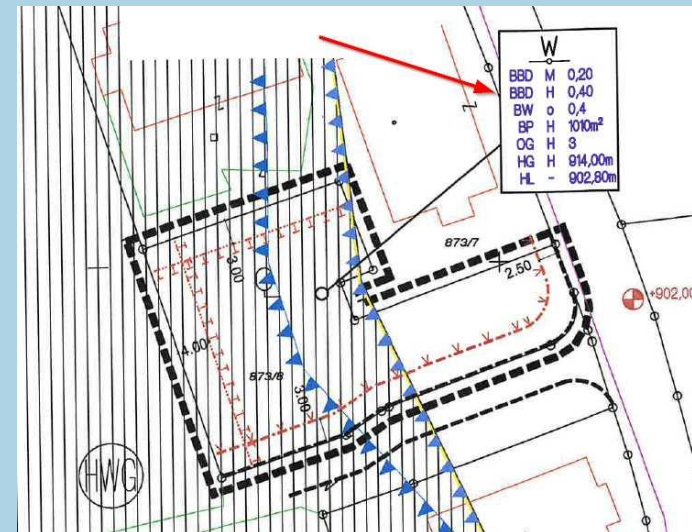 W
BBD M 0,20
BBD H 0,40
BW o 0,4
BP H 1010m²
OG H 3
HG H 914,00m
HL - 902,80m
873/7
2.50
3.00
4.00
873/8
3.00
+902,00
HWG